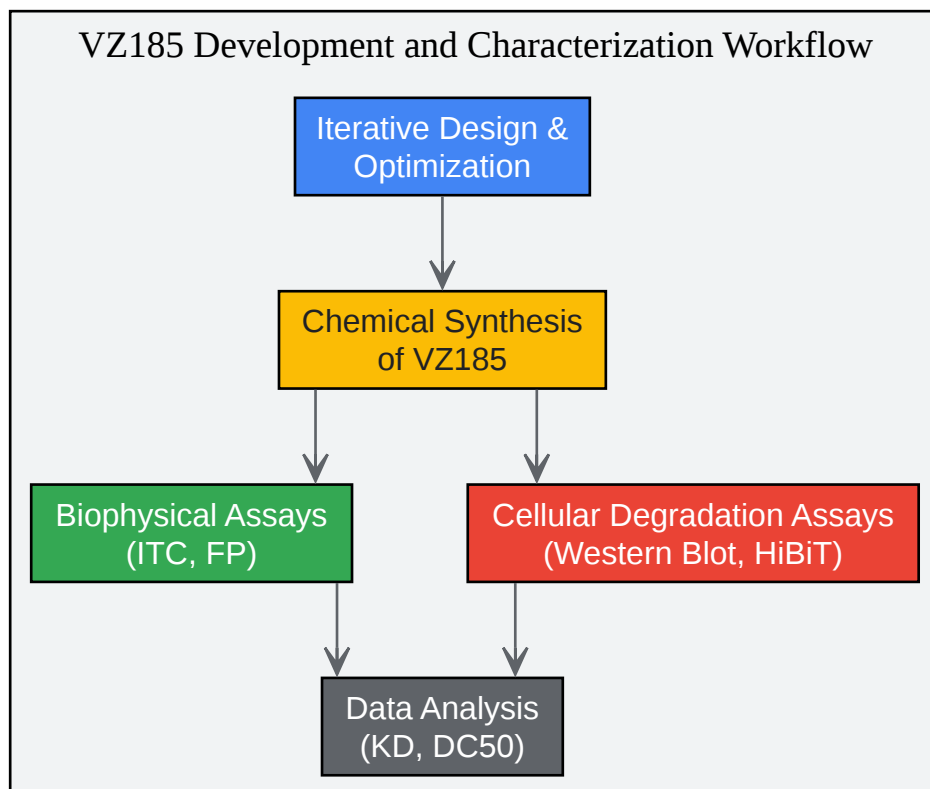 VZ185 Development and Characterization Workflow
Iterative Design &
Optimization
Chemical Synthesis
of VZ185
Biophysical Assays
(ITC, FP)
Cellular Degradation Assays
(Western Blot, HiBiT)
Data Analysis
(KD, DC50)